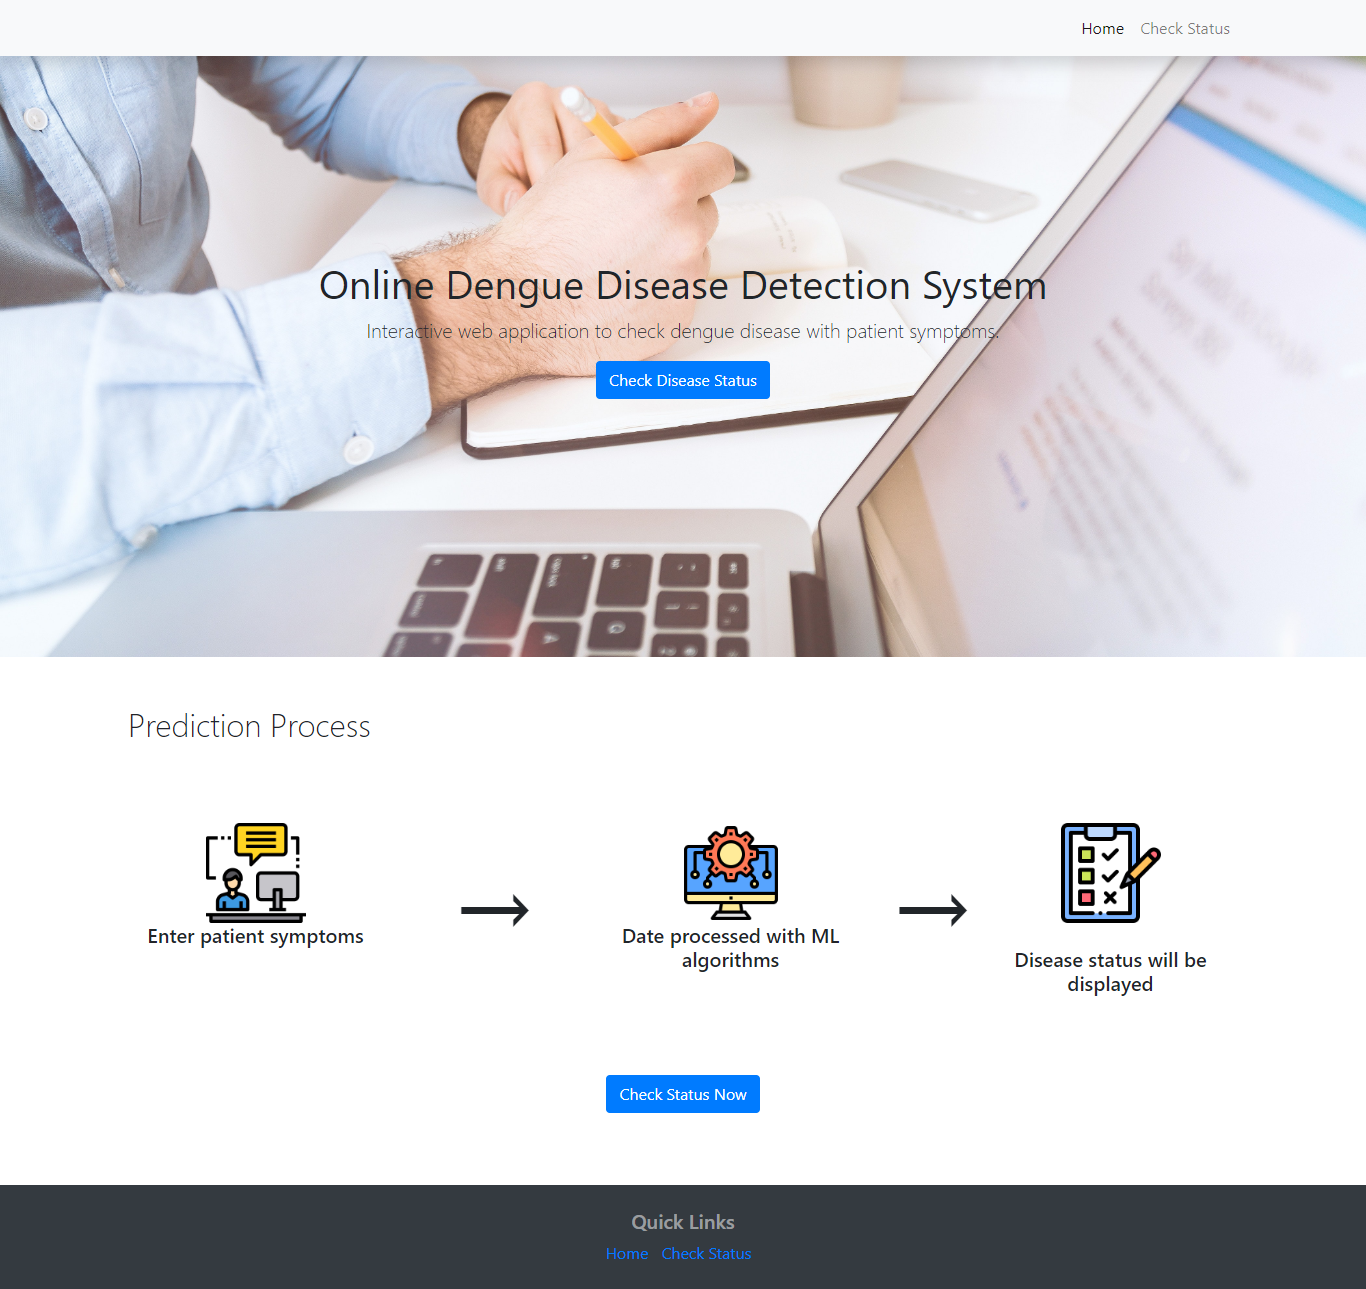 Home Check Status
Online Dengue Disease Detection System
Interactive web application to check dengue disease with patient symptoms.
Check Disease Status
Prediction Process
Enter patient symptoms
Date processed with ML
algorithms
Disease status will be
displayed
Check Status Now
Quick Links
Home Check Status